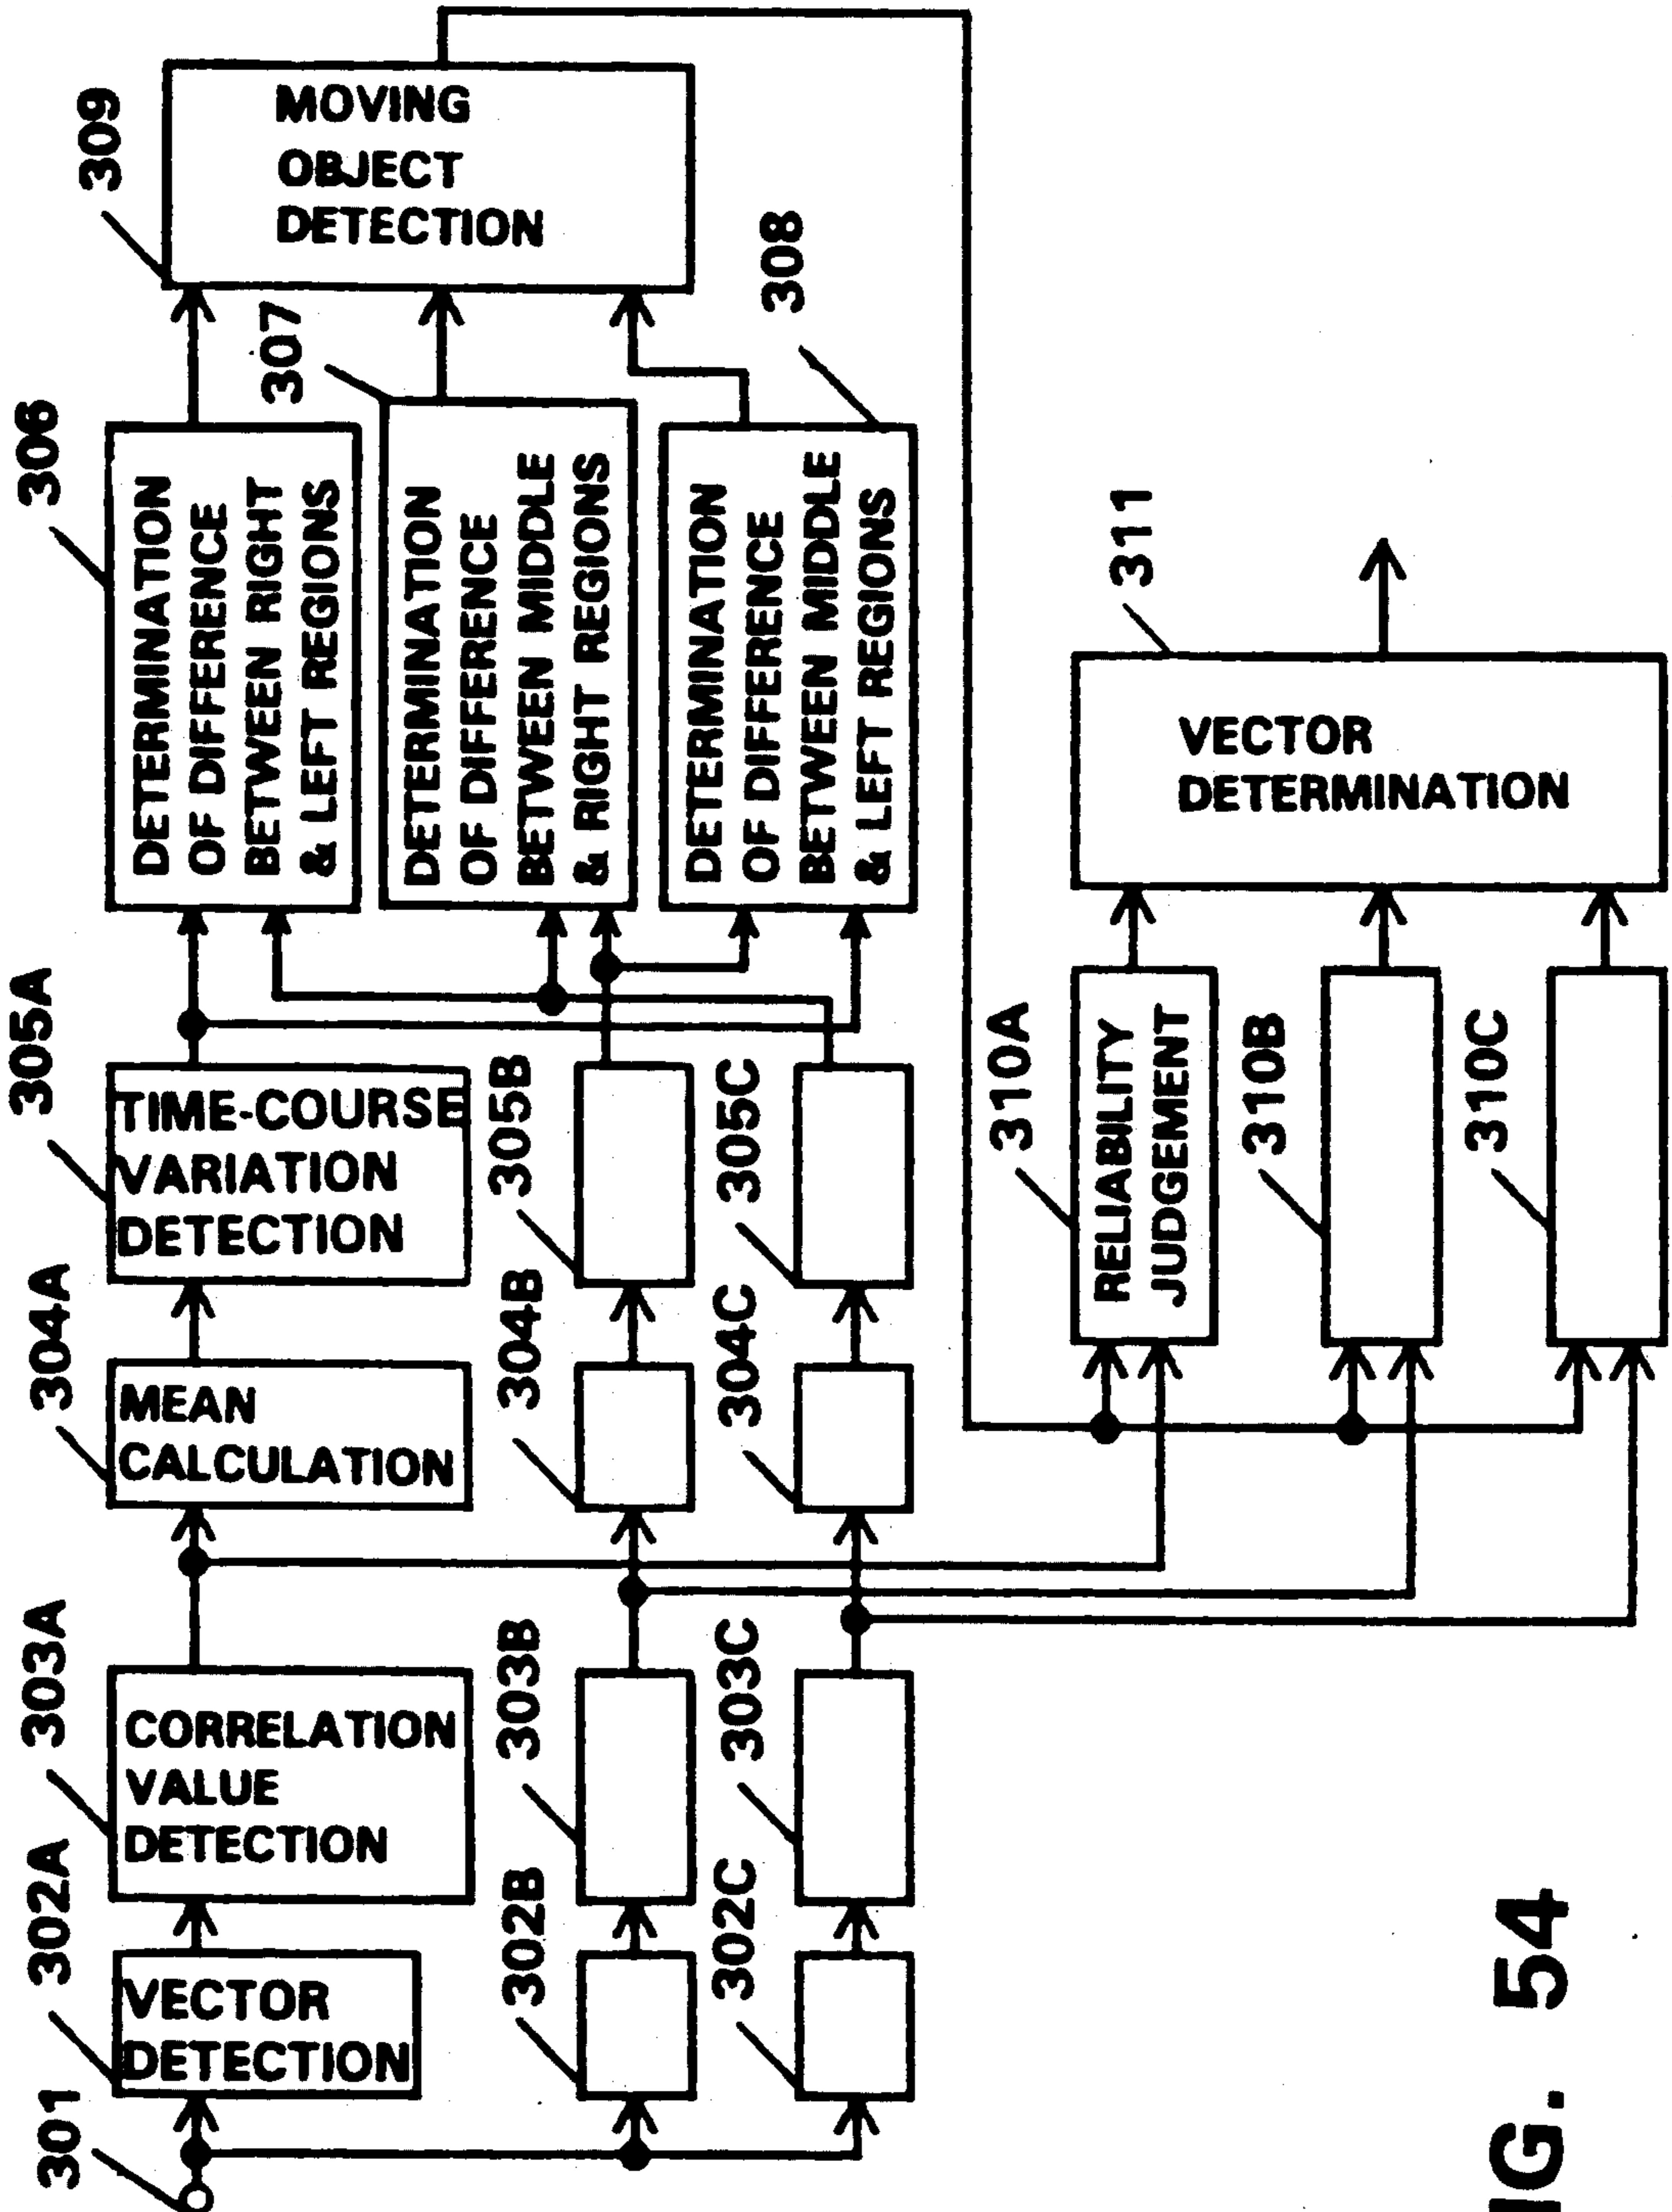 301
302A
VECTOR
DETECTION
303A
CORRELATION
VALUE
DETECTION
304A
MEAN
CALCULATION
305A
TIME-COURSE
VARIATION
DETECTION
306
DETERMINATION
OF DIFFERENCE
BETWEEN RIGHT
& LEFT REGIONS
309
MOVING
OBJECT
DETECTION
302B
303B
304B
305B
307
DETERMINATION
OF DIFFERENCE
BETWEEN MIDDLE
& RIGHT REGIONS
302C
303C
304C
305C
308
DETERMINATION
OF DIFFERENCE
BETWEEN MIDDLE
& LEFT REGIONS
310A
RELIABILITY
JUDGEMENT
311
VECTOR
DETERMINATION
310B
310C
IG. 54